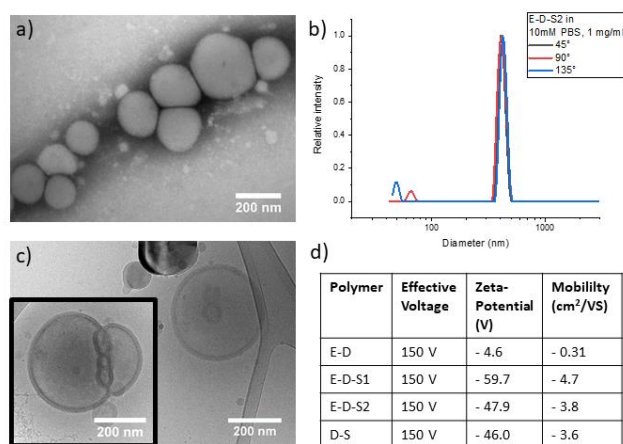 a)
200 nm
b)
E-D-S2 in
10mM PBS, 1 mg/ml
45°
90°
135°
Relative intensity
1.0
0.8
0.6
0.4
0.2
0.0
100
1000
Diameter (nm)
c)
200 nm
200 nm
d)
Polymer Effective Voltage Zeta-Potential (V) Mobililty (cm²/VS)
E-D 150 V - 4.6 - 0.31
E-D-S1 150 V - 59.7 - 4.7
E-D-S2 150 V - 47.9 - 3.8
D-S 150 V - 46.0 - 3.6